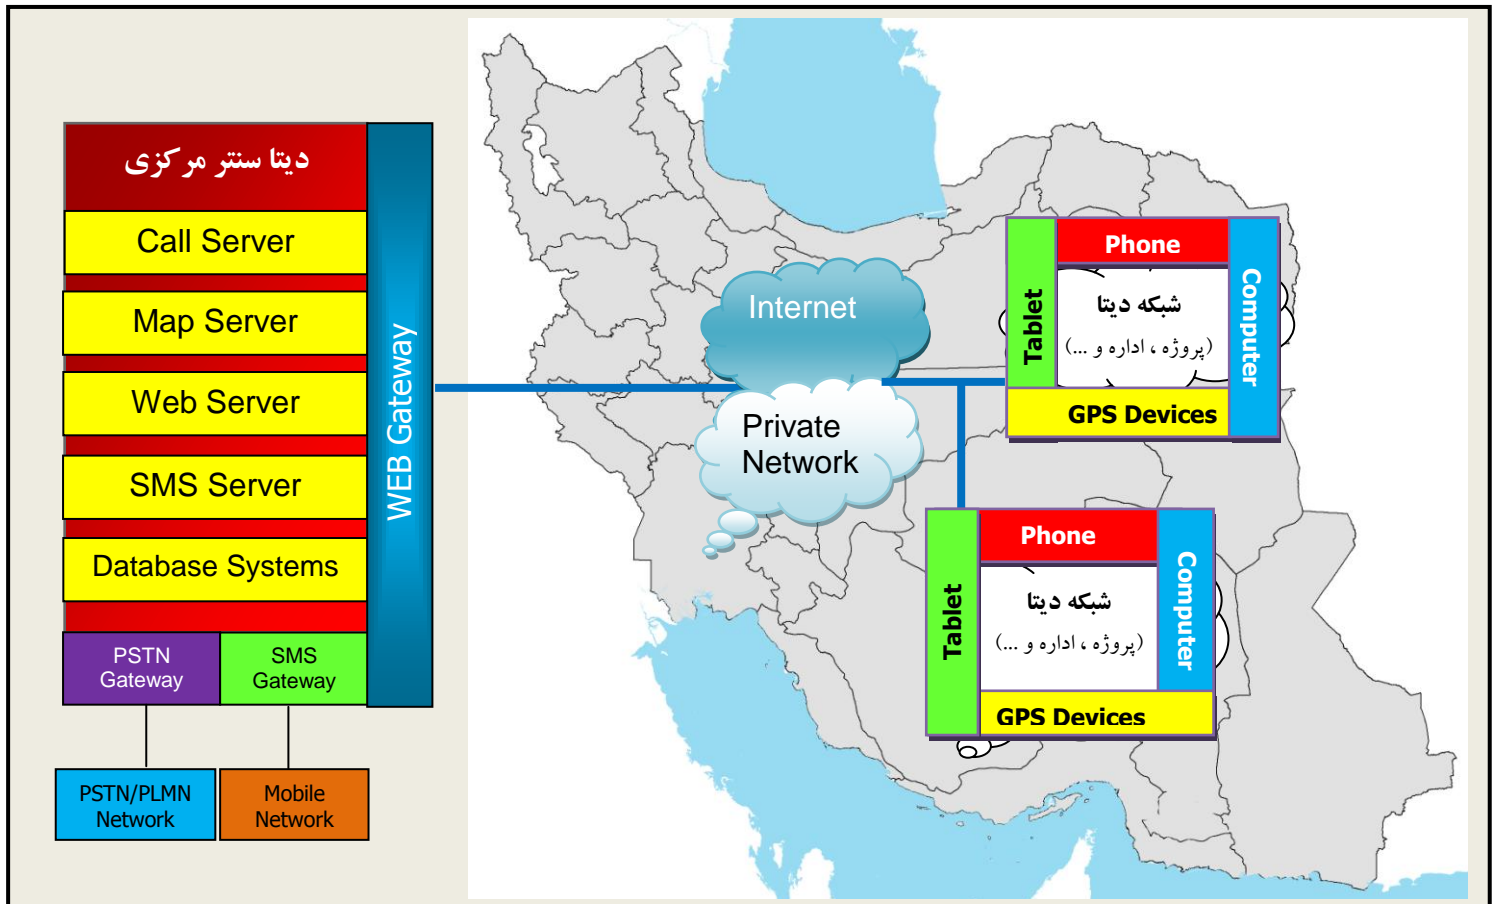 دیتا سنتر مرکزی
Call Server
Map Server
Web Server
SMS Server
Database Systems
PSTN
Gateway
SMS
Gateway
WEB Gateway
PSTN/PLMN
Network
Mobile
Network
Internet
Private
Network
Phone
Tablet
شبکه دیتا
(پروژه ، اداره و ...)
Computer
GPS Devices
Phone
Tablet
شبکه دیتا
(پروژه ، اداره و ...)
Computer
GPS Devices